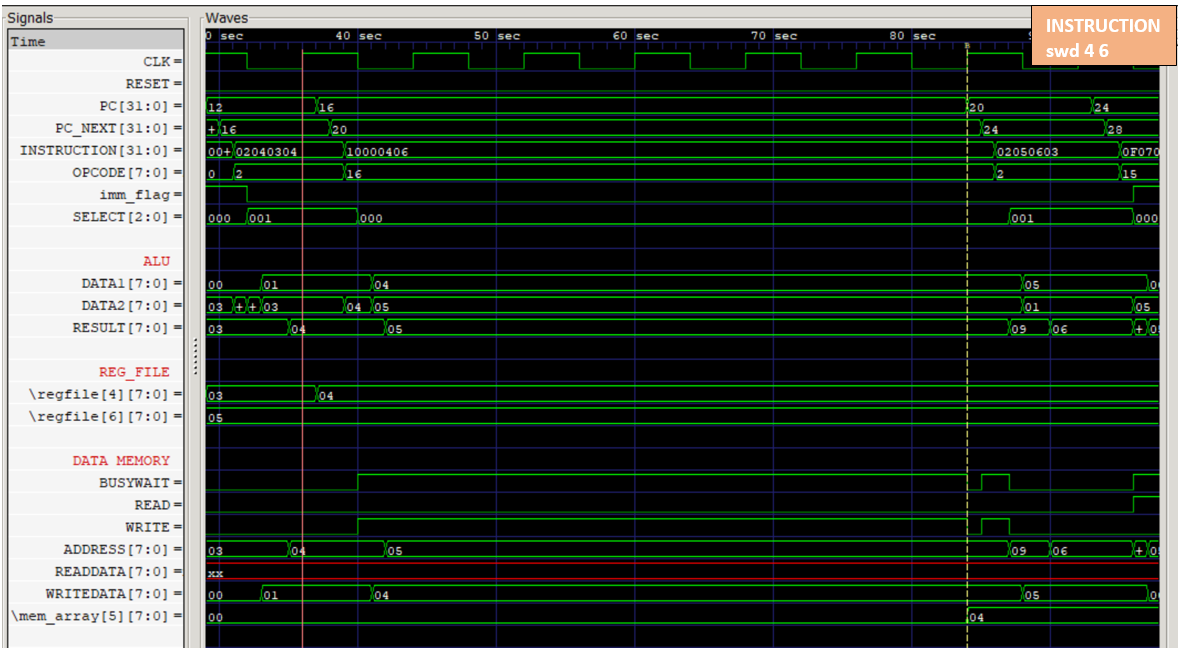 Signals
Waves
INSTRUCTION
swd 4 6
Time
0 sec 40 sec 50 sec 60 sec 70 sec 80 sec 9
CLK =
RESET =
PC[31:0] = 12 16 20 24
PC_NEXT[31:0] = + 16 20 24 28
INSTRUCTION[31:0] = 00+ 02040304 10000406 02050603 0F070
OPCODE[7:0] = 0 2 16 2 15
imm_flag =
SELECT[2:0] = 000 001 000 001 000
ALU
DATA1[7:0] = 00 01 04 05 0
DATA2[7:0] = 03 + + 03 04 05 01 05
RESULT[7:0] = 03 04 05 09 06 + 0
REG_FILE
\regfile[4][7:0] = 03 04
\regfile[6][7:0] = 05
DATA MEMORY
BUSYWAIT =
READ =
WRITE =
ADDRESS[7:0] = 03 04 05 09 06 + 0
READDATA[7:0] = xx
WRITEDATA[7:0] = 00 01 04 05 0
\mem_array[5][7:0] = 00 04